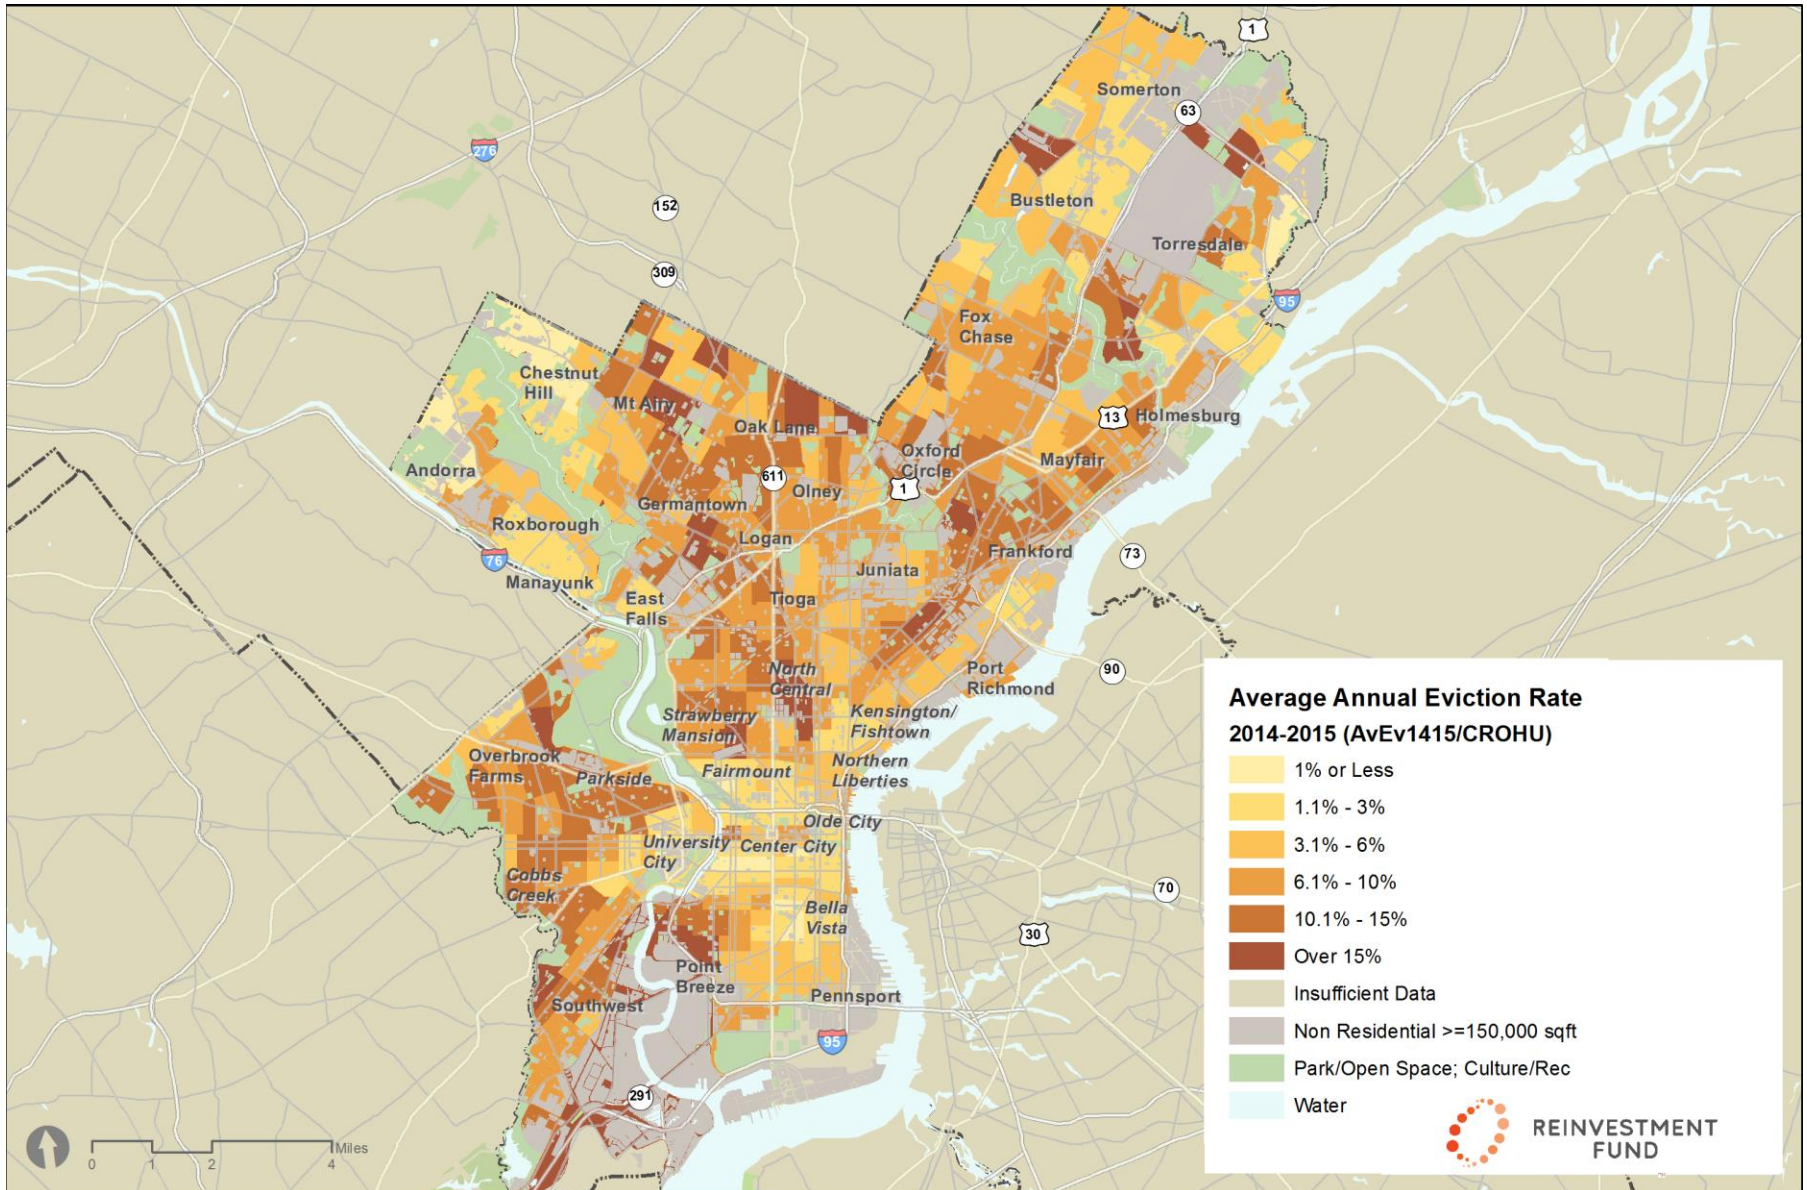 1
Somerton
63
276
Bustleton
152
Torresdale
309
95
Fox
Chase
Chestnut
Hill
Mt Airy
13
Holmesburg
Oak Lane
Oxford
Circle
Mayfair
Andorra
611
Olney
1
Germantown
Roxborough
Logan
Frankford
73
76
Manayunk
Juniata
East
Falls
Tioga
North
Central
Port
Richmond
90
Strawberry
Mansion
Kensington/
Fishtown
Overbrook
Farms
Parkside
Fairmount
Northern
Liberties
Olde City
University
City
Center City
Cobbs
Creek
70
Bella
Vista
30
Point
Breeze
Southwest
Pennsport
95
291
0 1 2 4
Miles
Average Annual Eviction Rate
2014-2015 (AvEv1415/CROHU)
1% or Less
1.1% - 3%
3.1% - 6%
6.1% - 10%
10.1% - 15%
Over 15%
Insufficient Data
Non Residential >=150,000 sqft
Park/Open Space; Culture/Rec
Water
REINVESTMENT
FUND